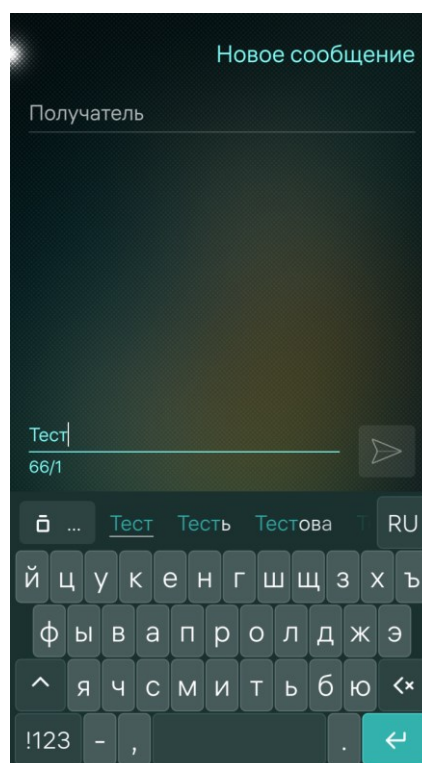 Новое сообщение
Получатель
Тест
66/1
... Тест Тесть Тестова Т RU
й ц у к е н г ш щ з х ъ
ф ы в а п р о л д ж э
я ч с м и т ь б ю
!123 - , .